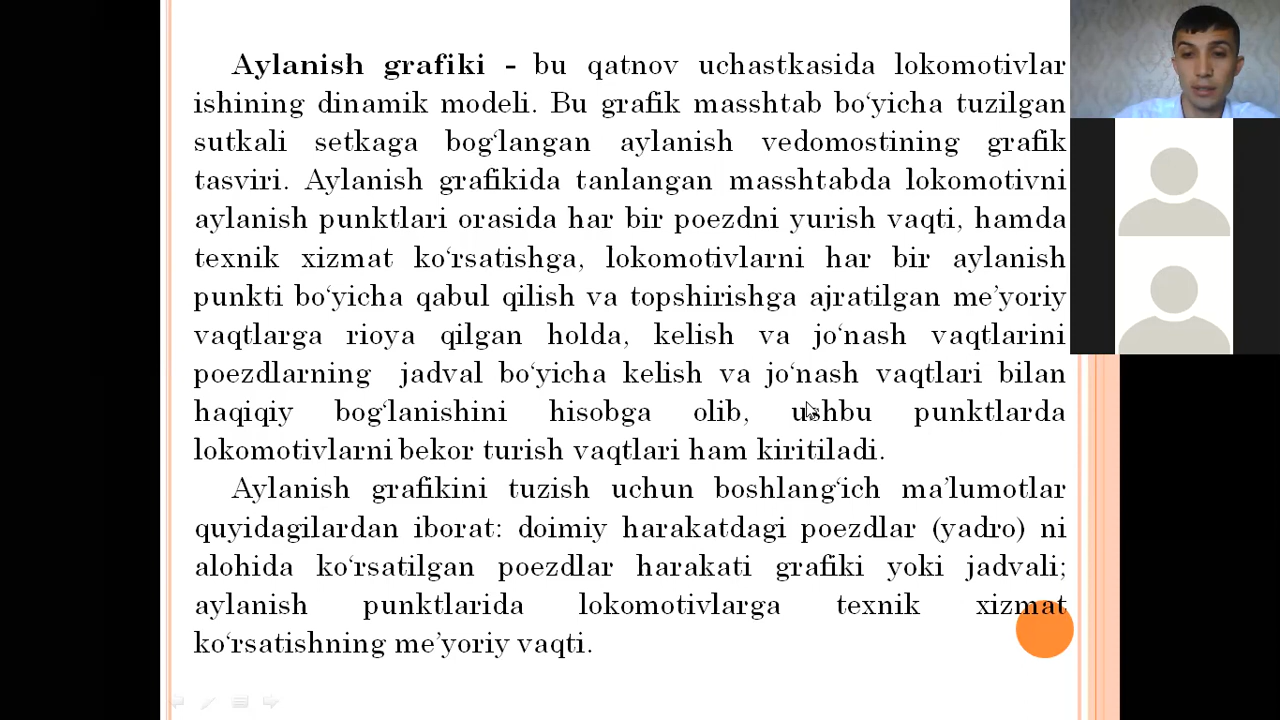 Aylanish grafiki - bu qatnov uchastkasida lokomotivlar
ishining dinamik modeli. Bu grafik masshtab bo‘yicha tuzilgan
sutkali setkaga bog‘langan aylanish vedomostining grafik
tasviri. Aylanish grafikida tanlangan masshtabda lokomotivni
aylanish punktlari orasida har bir poezdni yurish vaqti, hamda
texnik xizmat ko‘rsatishga, lokomotivlarni har bir aylanish
punkti bo‘yicha qabul qilish va topshirishga ajratilgan me’yoriy
vaqtlarga rioya qilgan holda, kelish va jo‘nash vaqtlarini
poezdlarning jadval bo‘yicha kelish va jo‘nash vaqtlari bilan
haqiqiy bog‘lanishini hisobga olib, ushbu punktlarda
lokomotivlarni bekor turish vaqtlari ham kiritiladi.
Aylanish grafikini tuzish uchun boshlang‘ich ma’lumotlar
quyidagilardan iborat: doimiy harakatdagi poezdlar (yadro) ni
alohida ko‘rsatilgan poezdlar harakati grafiki yoki jadvali;
aylanish punktlarida lokomotivlarga texnik xizmat
ko‘rsatishning me’yoriy vaqti.